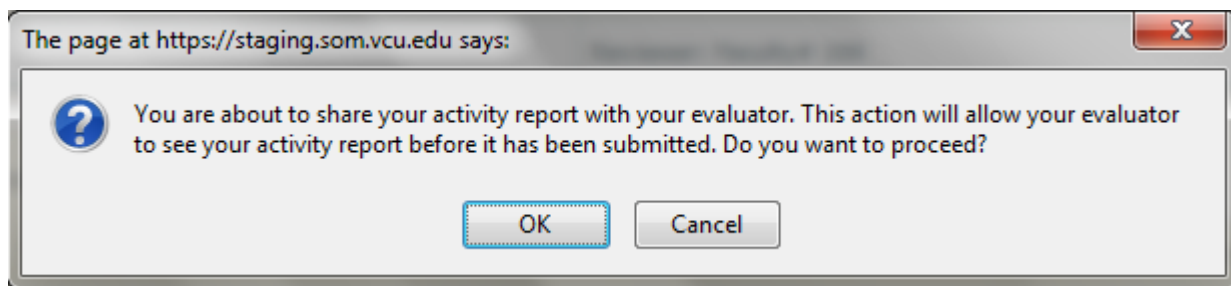 The page at https://staging.som.vcu.edu says:
You are about to share your activity report with your evaluator. This action will allow your evaluator
to see your activity report before it has been submitted. Do you want to proceed?
OK
Cancel